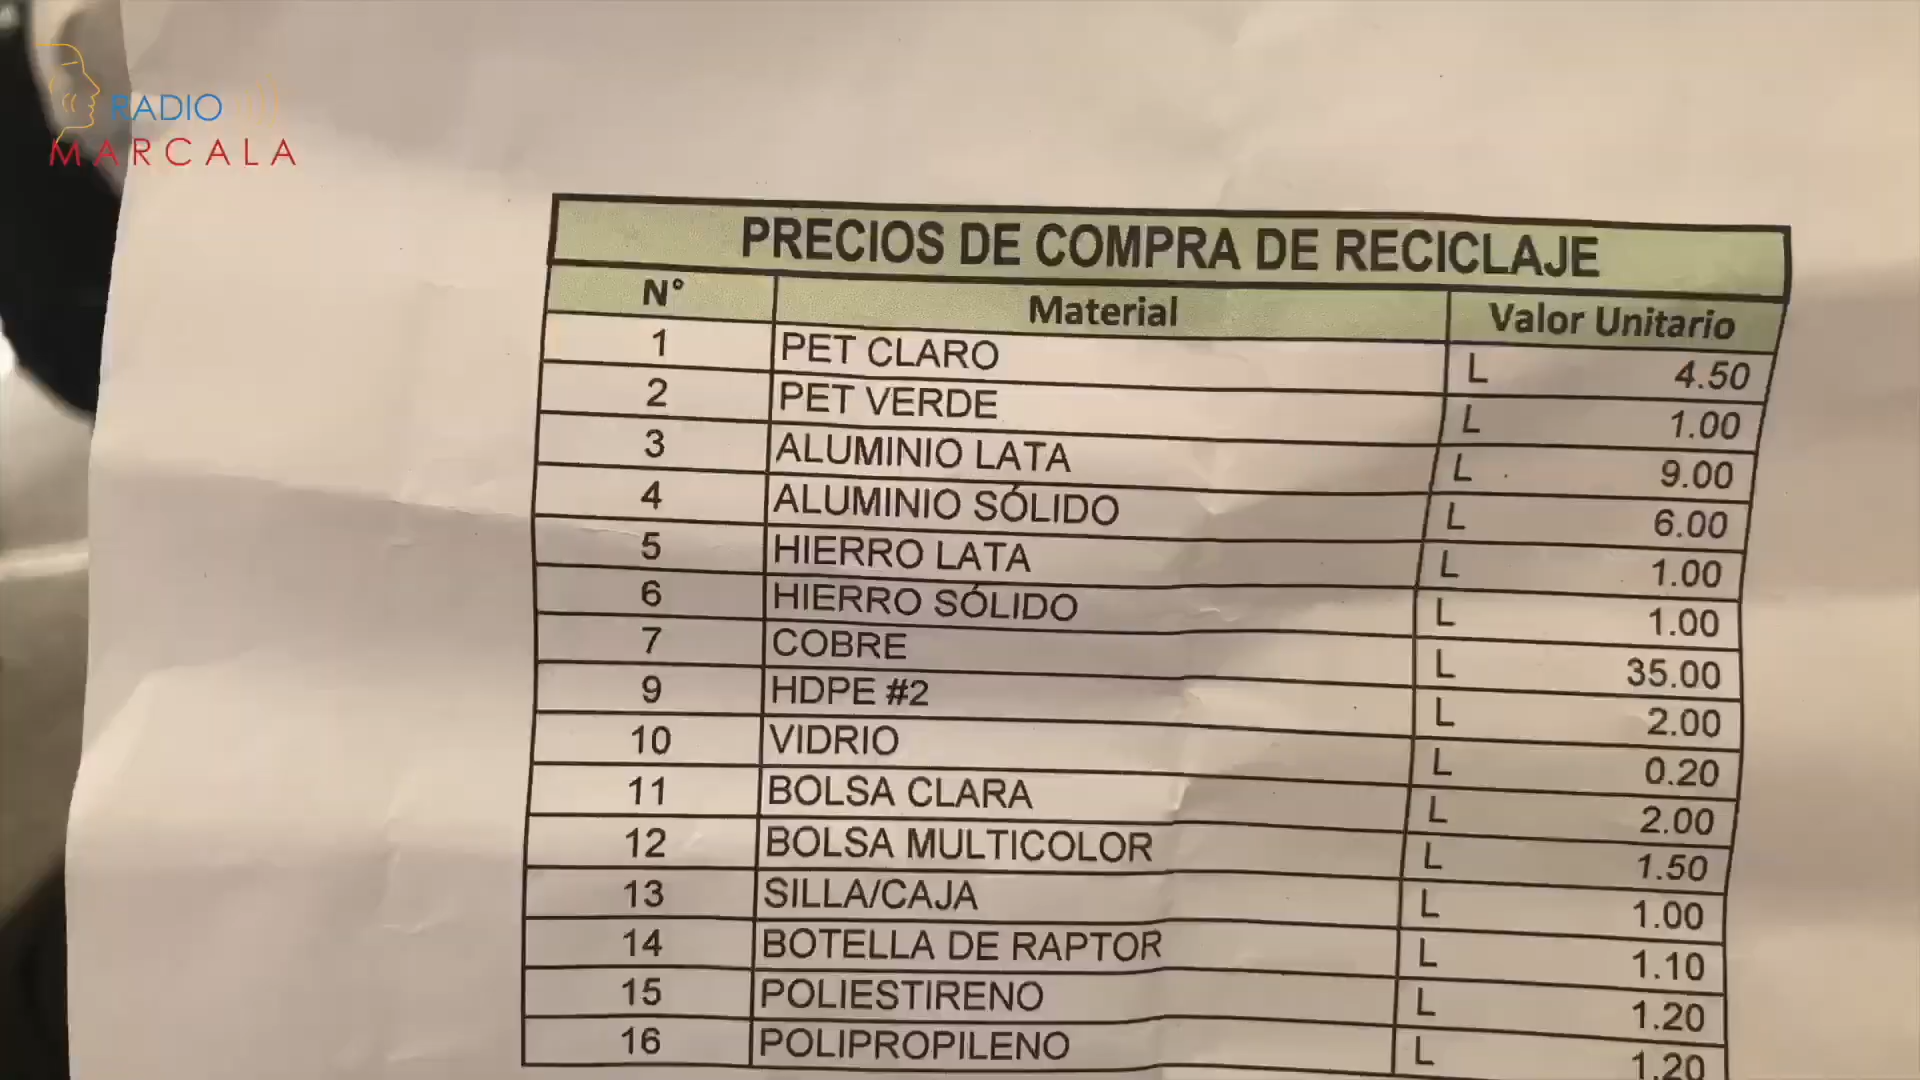 RADIO
MARCALA
PRECIOS DE COMPRA DE RECICLAJE
N° Material Valor Unitario
1 PET CLARO L 4.50
2 PET VERDE L 1.00
3 ALUMINIO LATA L 9.00
4 ALUMINIO SÓLIDO L 6.00
5 HIERRO LATA L 1.00
6 HIERRO SÓLIDO L 1.00
7 COBRE L 35.00
9 HDPE #2 L 2.00
10 VIDRIO L 0.20
11 BOLSA CLARA L 2.00
12 BOLSA MULTICOLOR L 1.50
13 SILLA/CAJA L 1.00
14 BOTELLA DE RAPTOR L 1.10
15 POLIESTIRENO L 1.20
16 POLIPROPILENO L 1.20